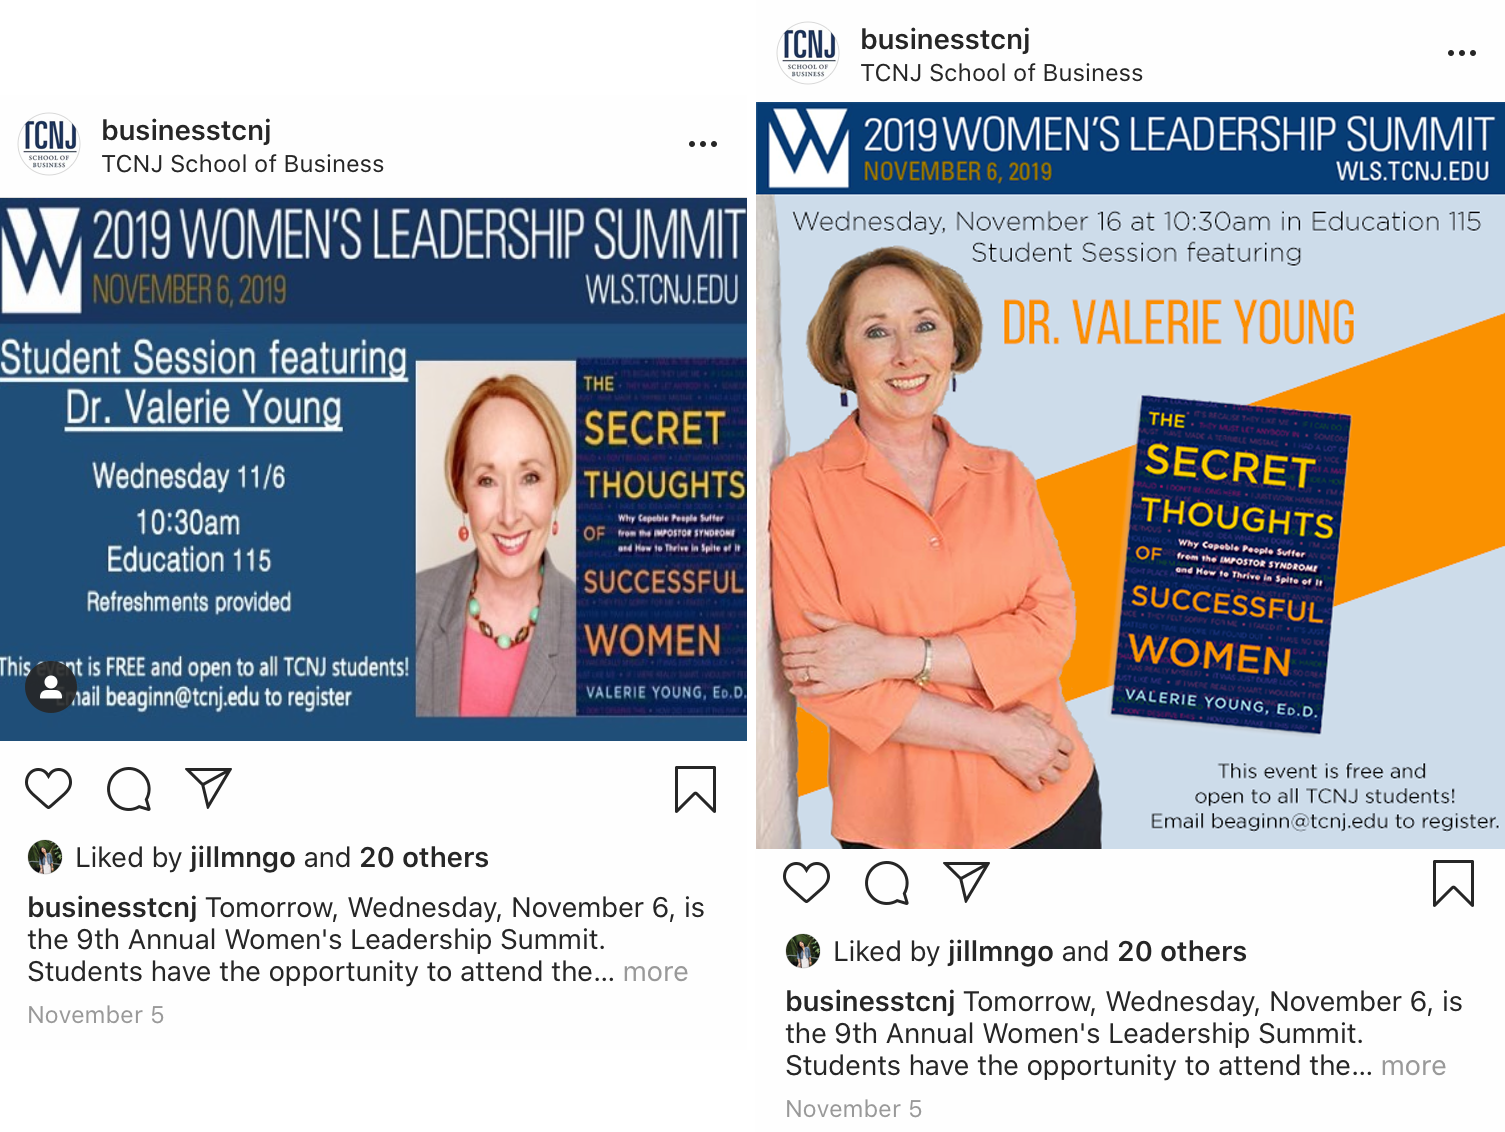 TCNJ
SCHOOL OF
BUSINESS
businesstcnj
TCNJ School of Business
W
2019 WOMEN'S LEADERSHIP SUMMIT
NOVEMBER 6, 2019
WLS.TCNJ.EDU
Student Session featuring
Dr. Valerie Young
Wednesday 11/6
10:30am
Education 115
Refreshments provided
This event is FREE and open to all TCNJ students!
Email beaginn@tcnj.edu to register
THE
SECRET
THOUGHTS
OF
Why Capable People Suffer
from the IMPOSTOR SYNDROME
and How to Thrive in Spite of It
SUCCESSFUL
WOMEN
VALERIE YOUNG, ED.D.
Liked by jillmngo and 20 others
businesstcnj Tomorrow, Wednesday, November 6, is
the 9th Annual Women's Leadership Summit.
Students have the opportunity to attend the... more
November 5
TCNJ
SCHOOL OF
BUSINESS
businesstcnj
TCNJ School of Business
W
2019 WOMEN'S LEADERSHIP SUMMIT
NOVEMBER 6, 2019
WLS.TCNJ.EDU
Wednesday, November 16 at 10:30am in Education 115
Student Session featuring
DR. VALERIE YOUNG
THE
SECRET
THOUGHTS
OF
Why Capable People Suffer
from the IMPOSTOR SYNDROME
and How to Thrive in Spite of It
SUCCESSFUL
WOMEN
VALERIE YOUNG, ED.D.
This event is free and
open to all TCNJ students!
Email beaginn@tcnj.edu to register.
Liked by jillmngo and 20 others
businesstcnj Tomorrow, Wednesday, November 6, is
the 9th Annual Women's Leadership Summit.
Students have the opportunity to attend the... more
November 5